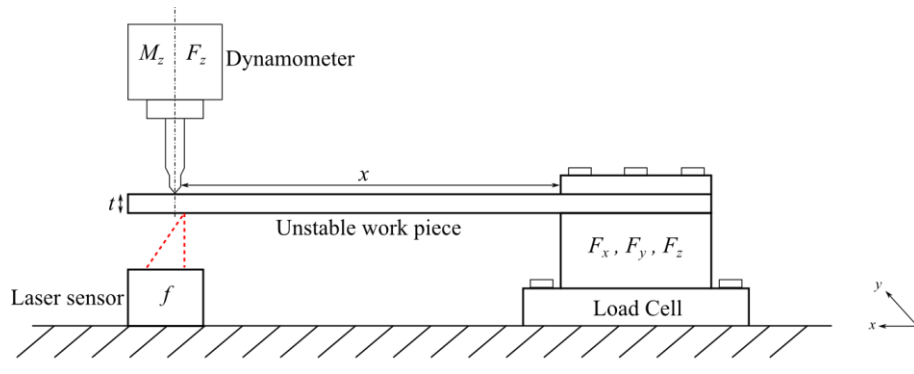 M_z F_z Dynamometer
x
t
Unstable work piece
F_x , F_y , F_z
Laser sensor f
Load Cell
y
x